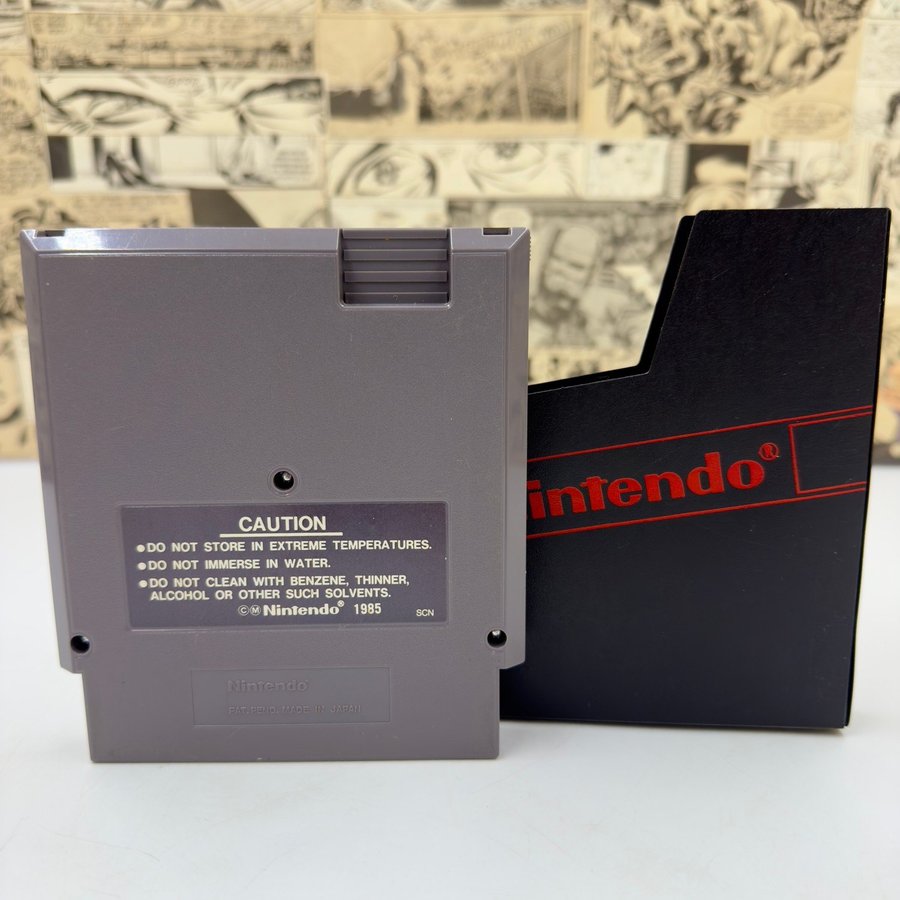 CAUTION
●DO NOT STORE IN EXTREME TEMPERATURES.
●DO NOT IMMERSE IN WATER.
●DO NOT CLEAN WITH BENZENE, THINNER,
ALCOHOL OR OTHER SUCH SOLVENTS.
©Ⓜ Nintendo® 1985
SCN
Nintendo®
PAT. PEND. MADE IN JAPAN
Nintendo®